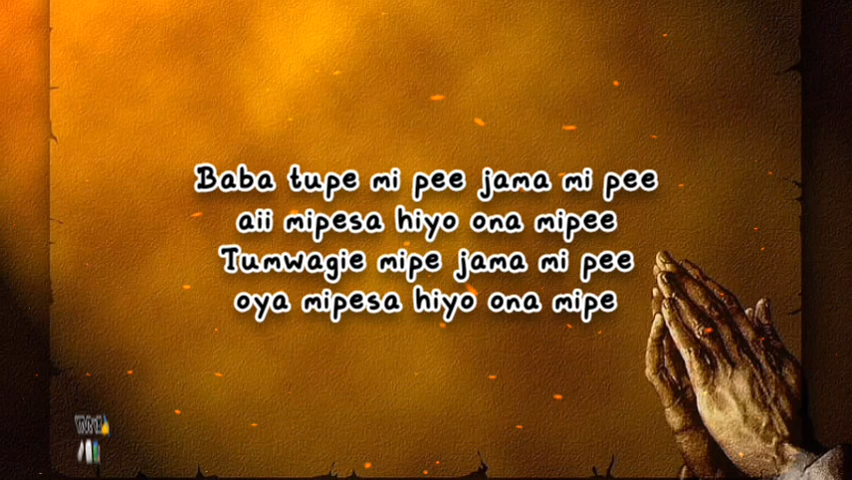 Baba tupe mi pee jama mi pee
aii mipesa hiyo ona mipee
Tumwagie mipe jama mi pee
oya mipesa hiyo ona mipe